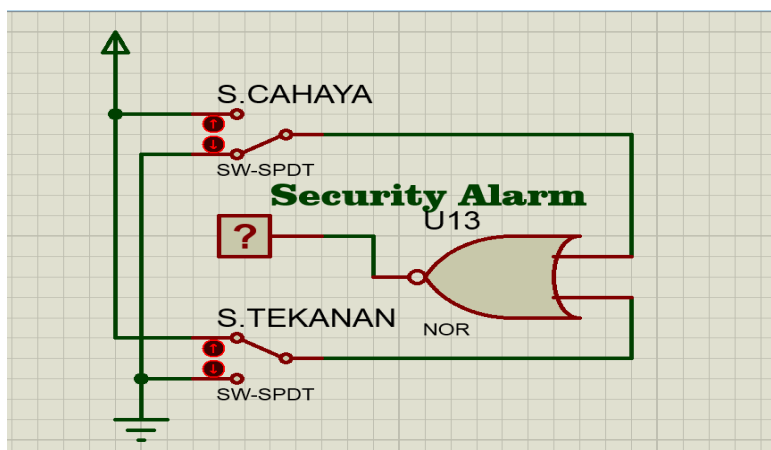 S.CAHAYA
SW-SPDT
Security Alarm
U13
?
NOR
S.TEKANAN
SW-SPDT